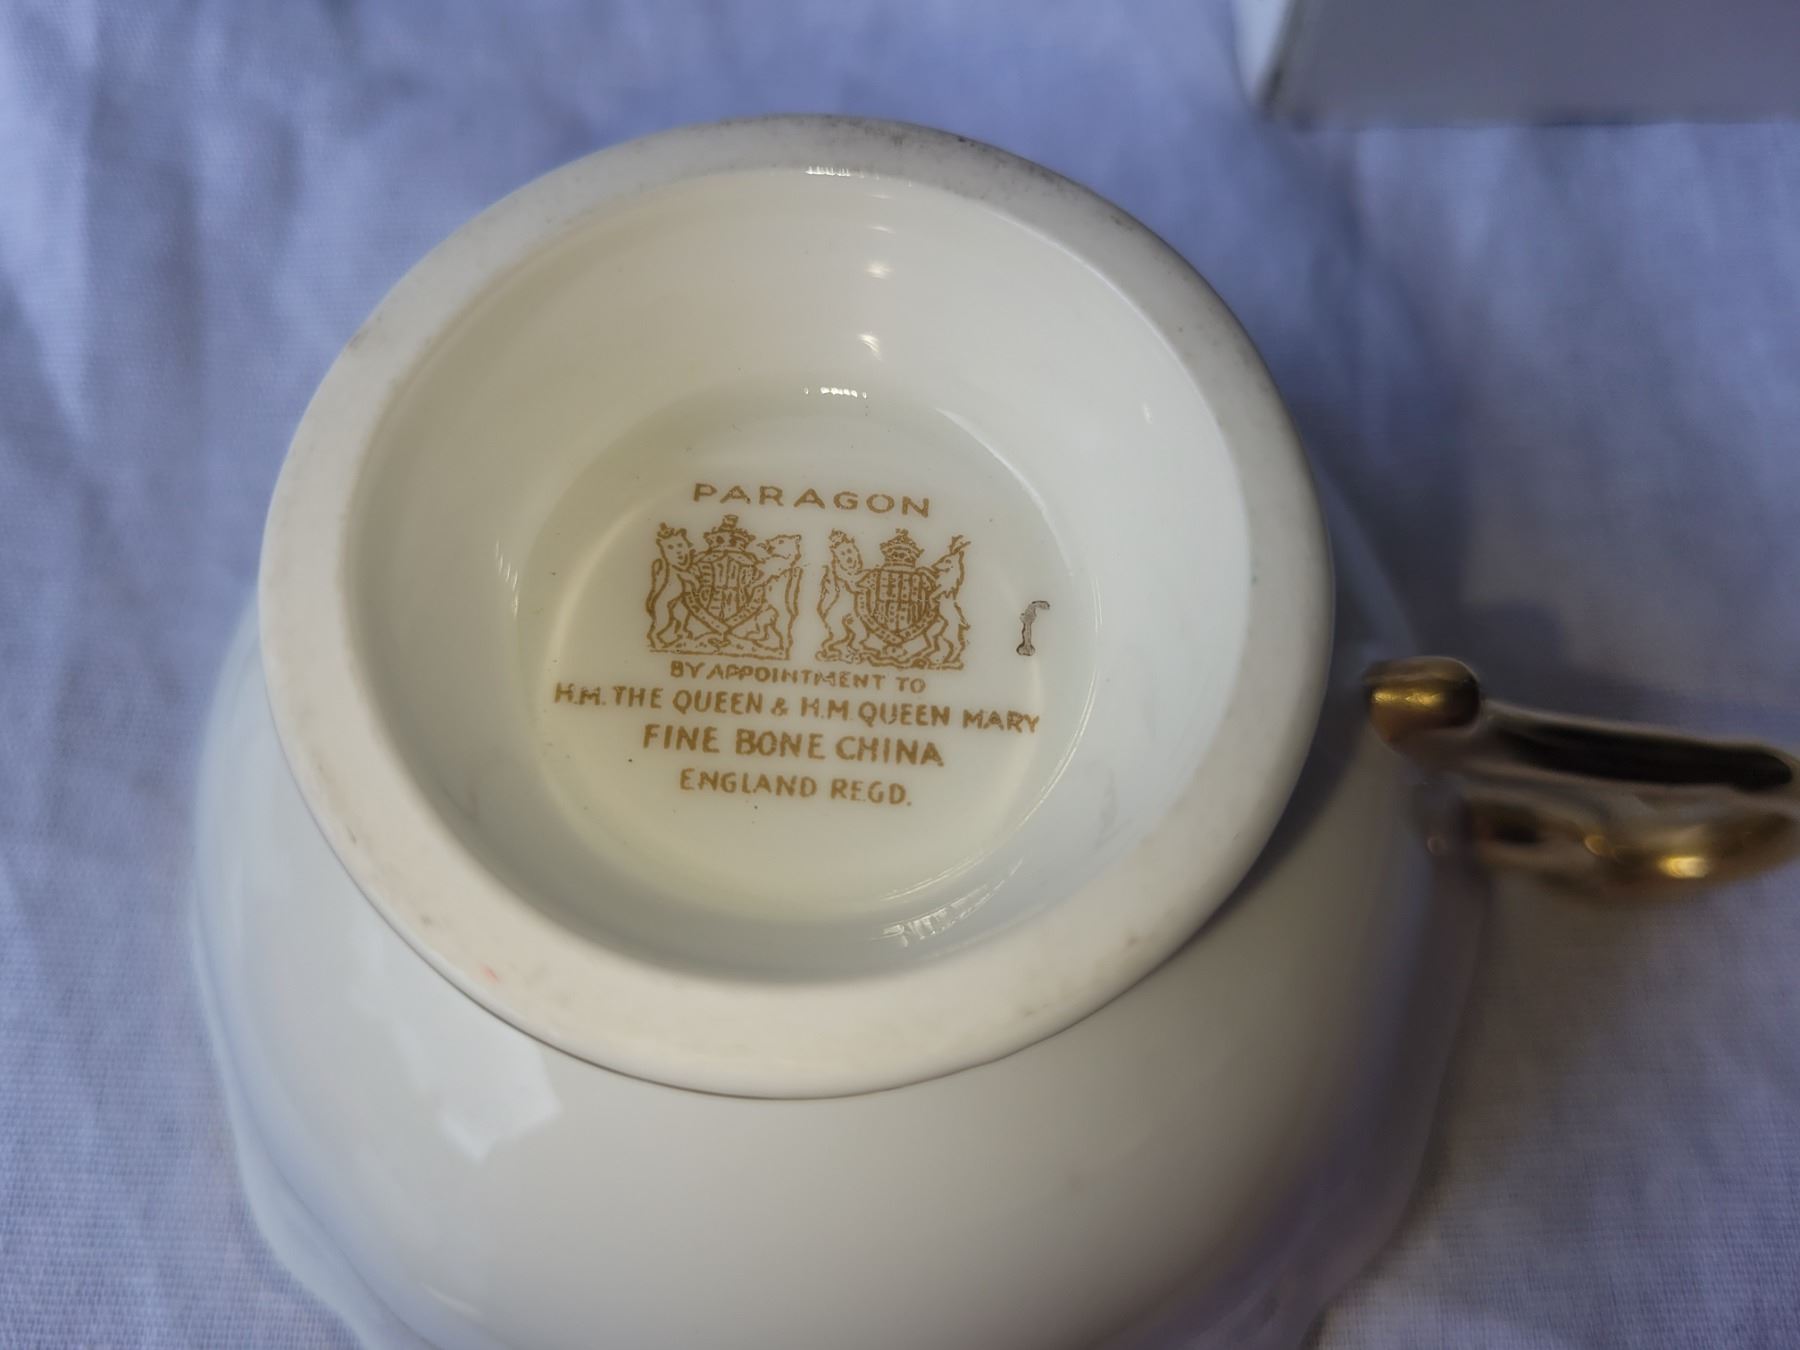 PARAGON
BY APPOINTMENT TO
H.M. THE QUEEN & H.M. QUEEN MARY
FINE BONE CHINA
ENGLAND REGD.